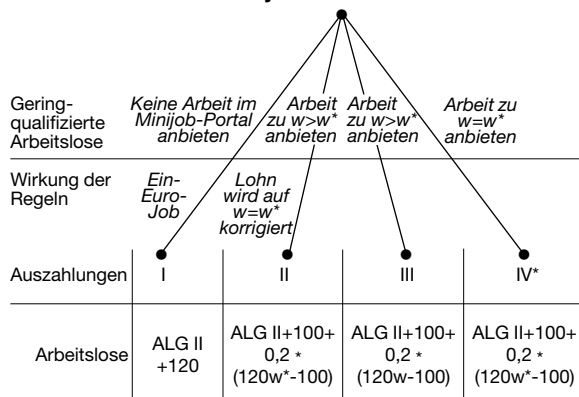 Gering-
qualifizierte
Arbeitslose
Keine Arbeit im
Minijob-Portal
anbieten
Arbeit
zu w>w*
anbieten
Arbeit
zu w>w*
anbieten
Arbeit zu
w=w*
anbieten
Wirkung der
Regeln
Ein-
Euro-
Job
Lohn
wird auf
w=w*
korrigiert
Auszahlungen
I
II
III
IV*
Arbeitslose
ALG II
+120
ALG II+100+
0,2 *
(120w*-100)
ALG II+100+
0,2 *
(120w-100)
ALG II+100+
0,2 *
(120w*-100)